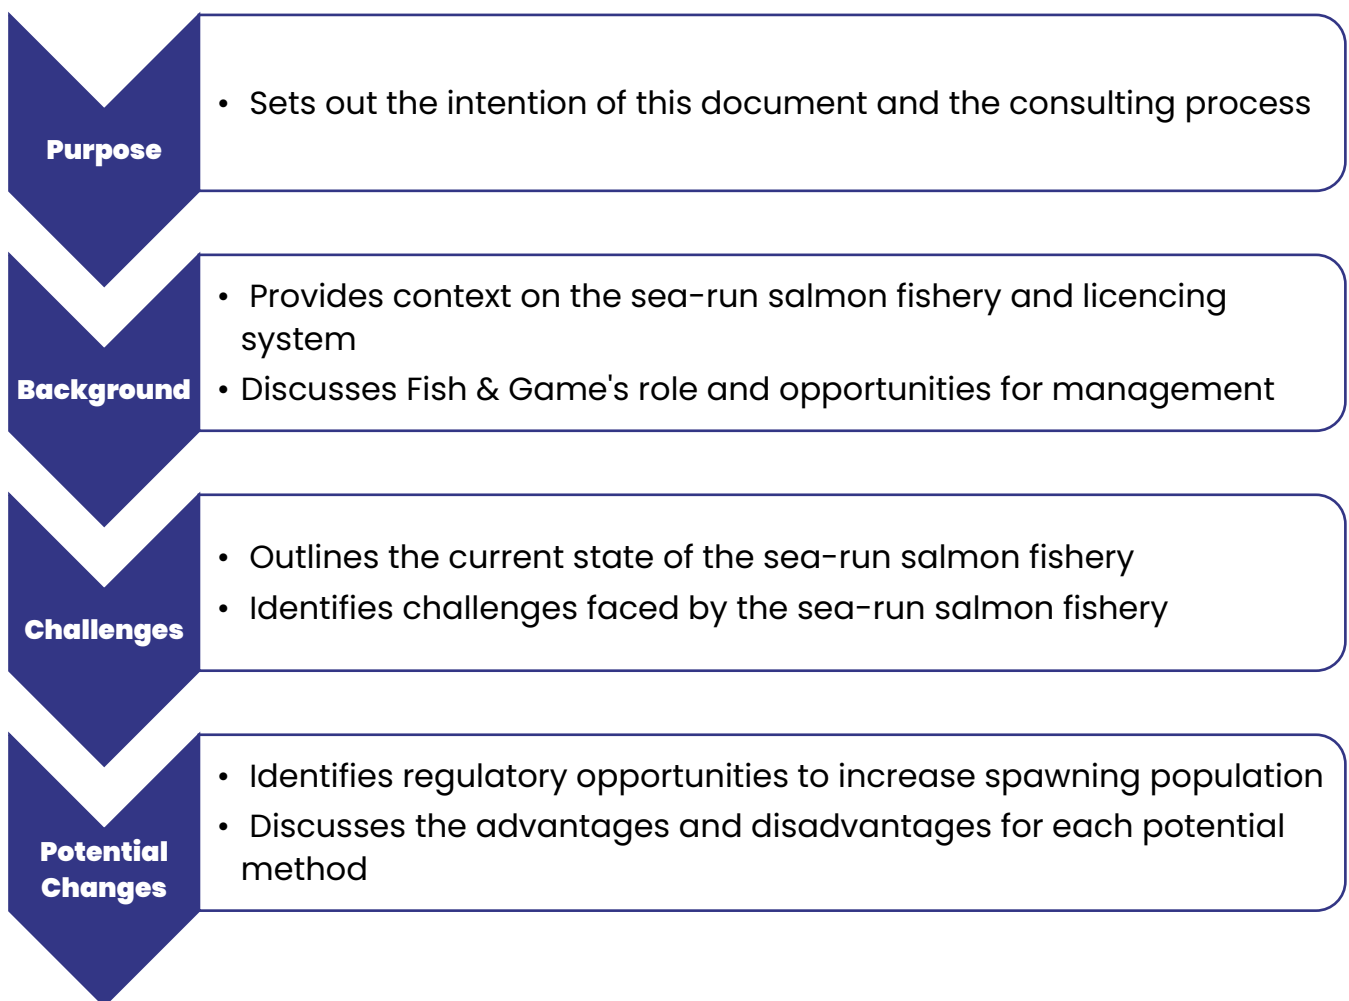 Purpose
• Sets out the intention of this document and the consulting process
Background
• Provides context on the sea-run salmon fishery and licencing
system
• Discusses Fish & Game's role and opportunities for management
Challenges
• Outlines the current state of the sea-run salmon fishery
• Identifies challenges faced by the sea-run salmon fishery
Potential
Changes
• Identifies regulatory opportunities to increase spawning population
• Discusses the advantages and disadvantages for each potential
method